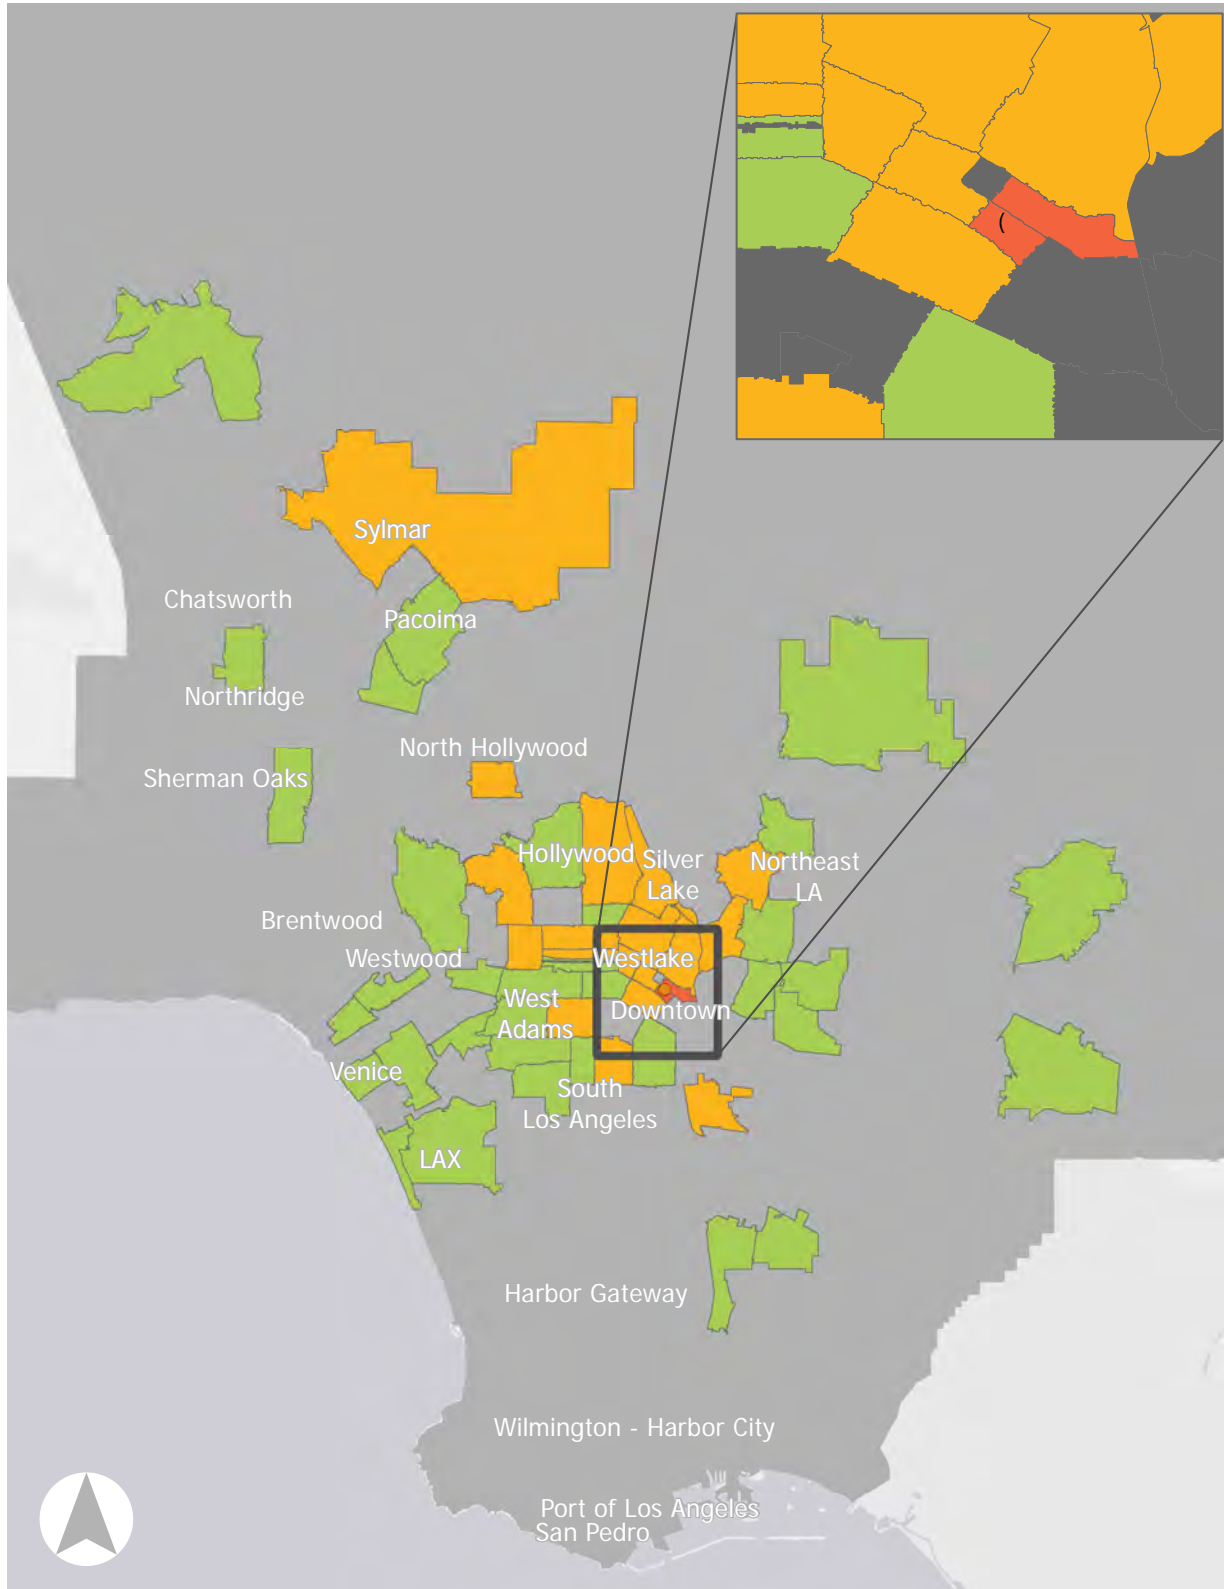 (
Sylmar
Chatsworth
Pacoima
Northridge
North Hollywood
Sherman Oaks
Hollywood
Silver
Lake
Northeast
LA
Brentwood
Westwood
Westlake
West
Adams
Downtown
Venice
South
Los Angeles
LAX
Harbor Gateway
Wilmington - Harbor City
Port of Los Angeles
San Pedro